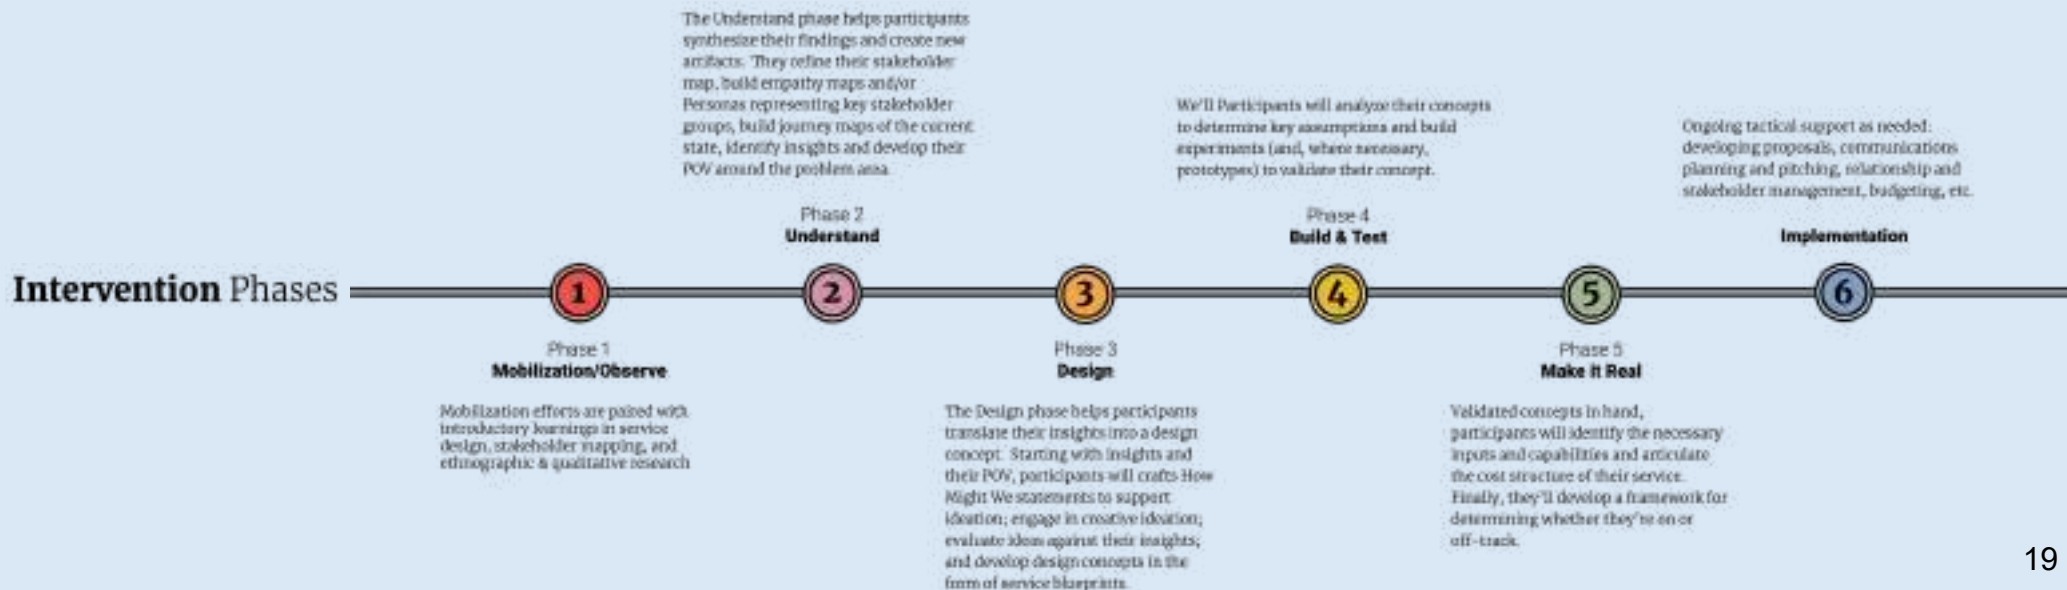 Intervention Phases
1
Phase 1
Mobilization/Observe
Mobilization efforts are paired with
introductory learnings in service
design, stakeholder mapping, and
ethnographic & qualitative research
The Understand phase helps participants
synthesize their findings and create new
artifacts. They refine their stakeholder
map, build empathy maps and/or
Personas representing key stakeholder
groups, build journey maps of the current
state, identify insights and develop their
POV around the problem area.
Phase 2
Understand
2
3
Phase 3
Design
The Design phase helps participants
translate their insights into a design
concept. Starting with insights and
their POV, participants will crafts How
Might We statements to support
ideation; engage in creative ideation;
evaluate ideas against their insights;
and develop design concepts in the
form of service blueprints.
We'll Participants will analyze their concepts
to determine key assumptions and build
experiments (and, where necessary,
prototypes) to validate their concept.
Phase 4
Build & Test
4
5
Phase 5
Make it Real
Validated concepts in hand,
participants will identify the necessary
inputs and capabilities and articulate
the cost structure of their service.
Finally, they'll develop a framework for
determining whether they're on or
off-track.
Ongoing tactical support as needed:
developing proposals, communications
planning and pitching, relationship and
stakeholder management, budgeting, etc.
Implementation
6
19